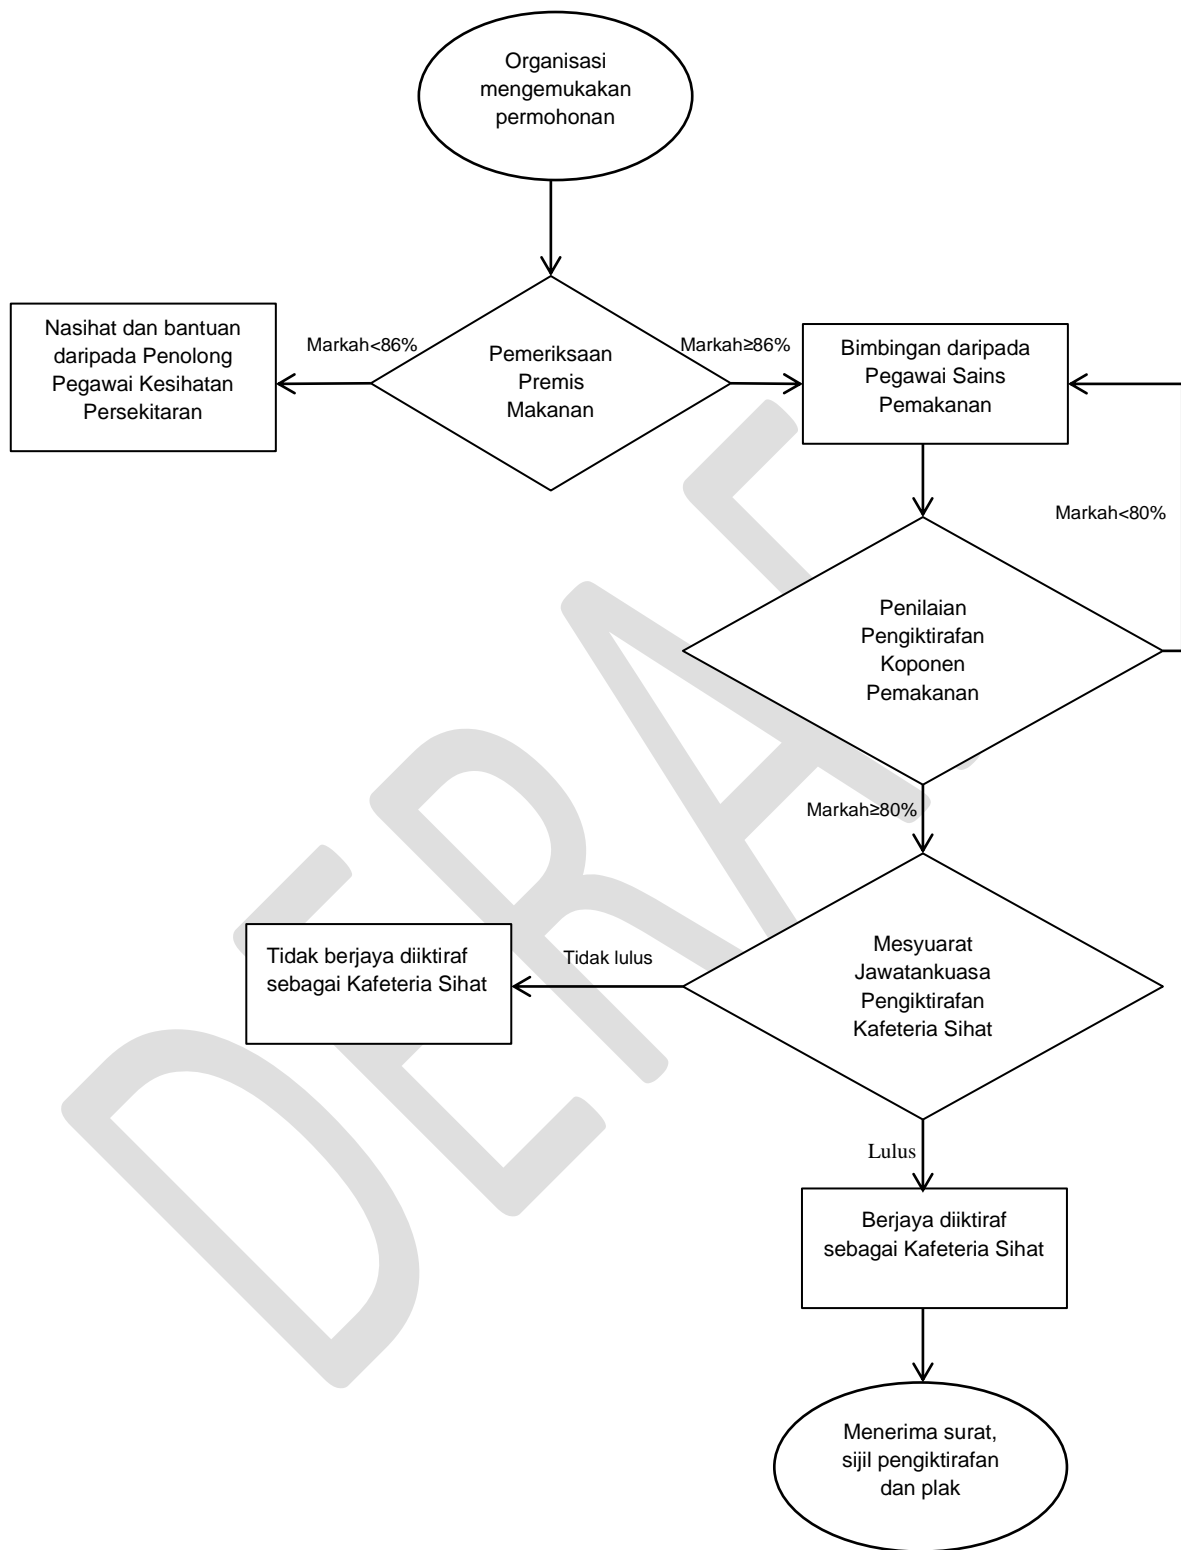 Organisasi
mengemukakan
permohonan
Nasihat dan bantuan
daripada Penolong
Pegawai Kesihatan
Persekitaran
Markah<86%
Pemeriksaan
Premis
Makanan
Markah≥86%
Bimbingan daripada
Pegawai Sains
Pemakanan
Markah<80%
Penilaian
Pengiktirafan
Koponen
Pemakanan
Markah≥80%
Mesyuarat
Jawatankuasa
Pengiktirafan
Kafeteria Sihat
Tidak lulus
Tidak berjaya diiktiraf
sebagai Kafeteria Sihat
Lulus
Berjaya diiktiraf
sebagai Kafeteria Sihat
Menerima surat,
sijil pengiktirafan
dan plak
DERAF